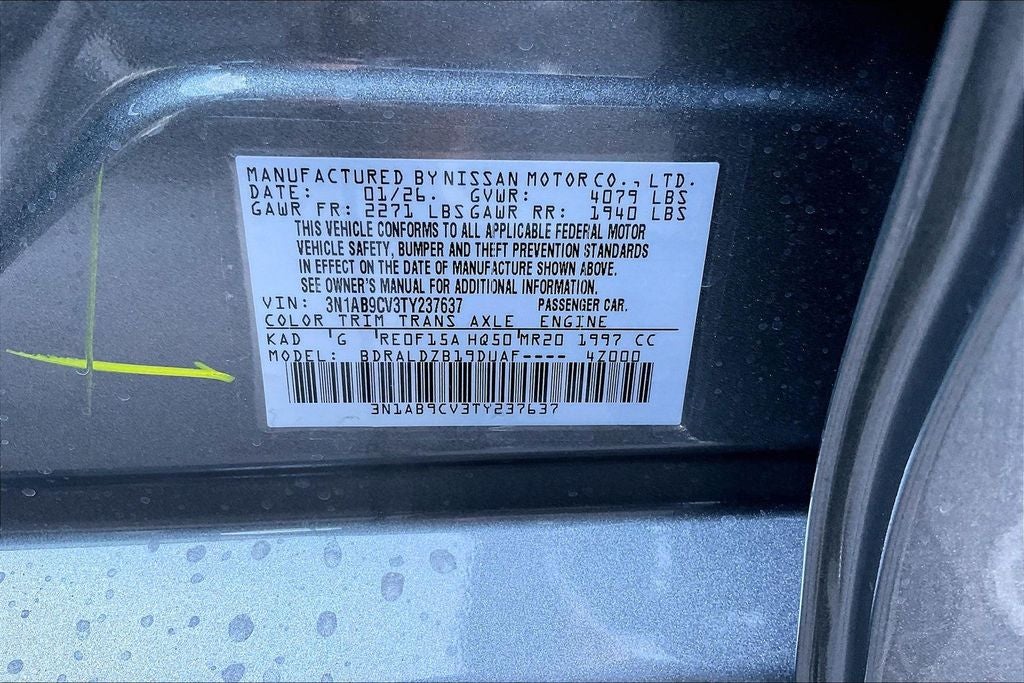 MANUFACTURED BY NISSAN MOTOR CO., LTD.
DATE: 01/26. GVWR: 4079 LBS
GAWR FR: 2271 LBS GAWR RR: 1940 LBS
THIS VEHICLE CONFORMS TO ALL APPLICABLE FEDERAL MOTOR
VEHICLE SAFETY, BUMPER AND THEFT PREVENTION STANDARDS
IN EFFECT ON THE DATE OF MANUFACTURE SHOWN ABOVE.
SEE OWNER'S MANUAL FOR ADDITIONAL INFORMATION.
VIN: 3N1AB9CV3TY237637 PASSENGER CAR.
COLOR TRIM TRANS AXLE ENGINE
KAD G RE0F15A HQ50 MR20 1997 CC
MODEL: BDRALDZB19DUAF---- 4Z000
3N1AB9CV3TY237637